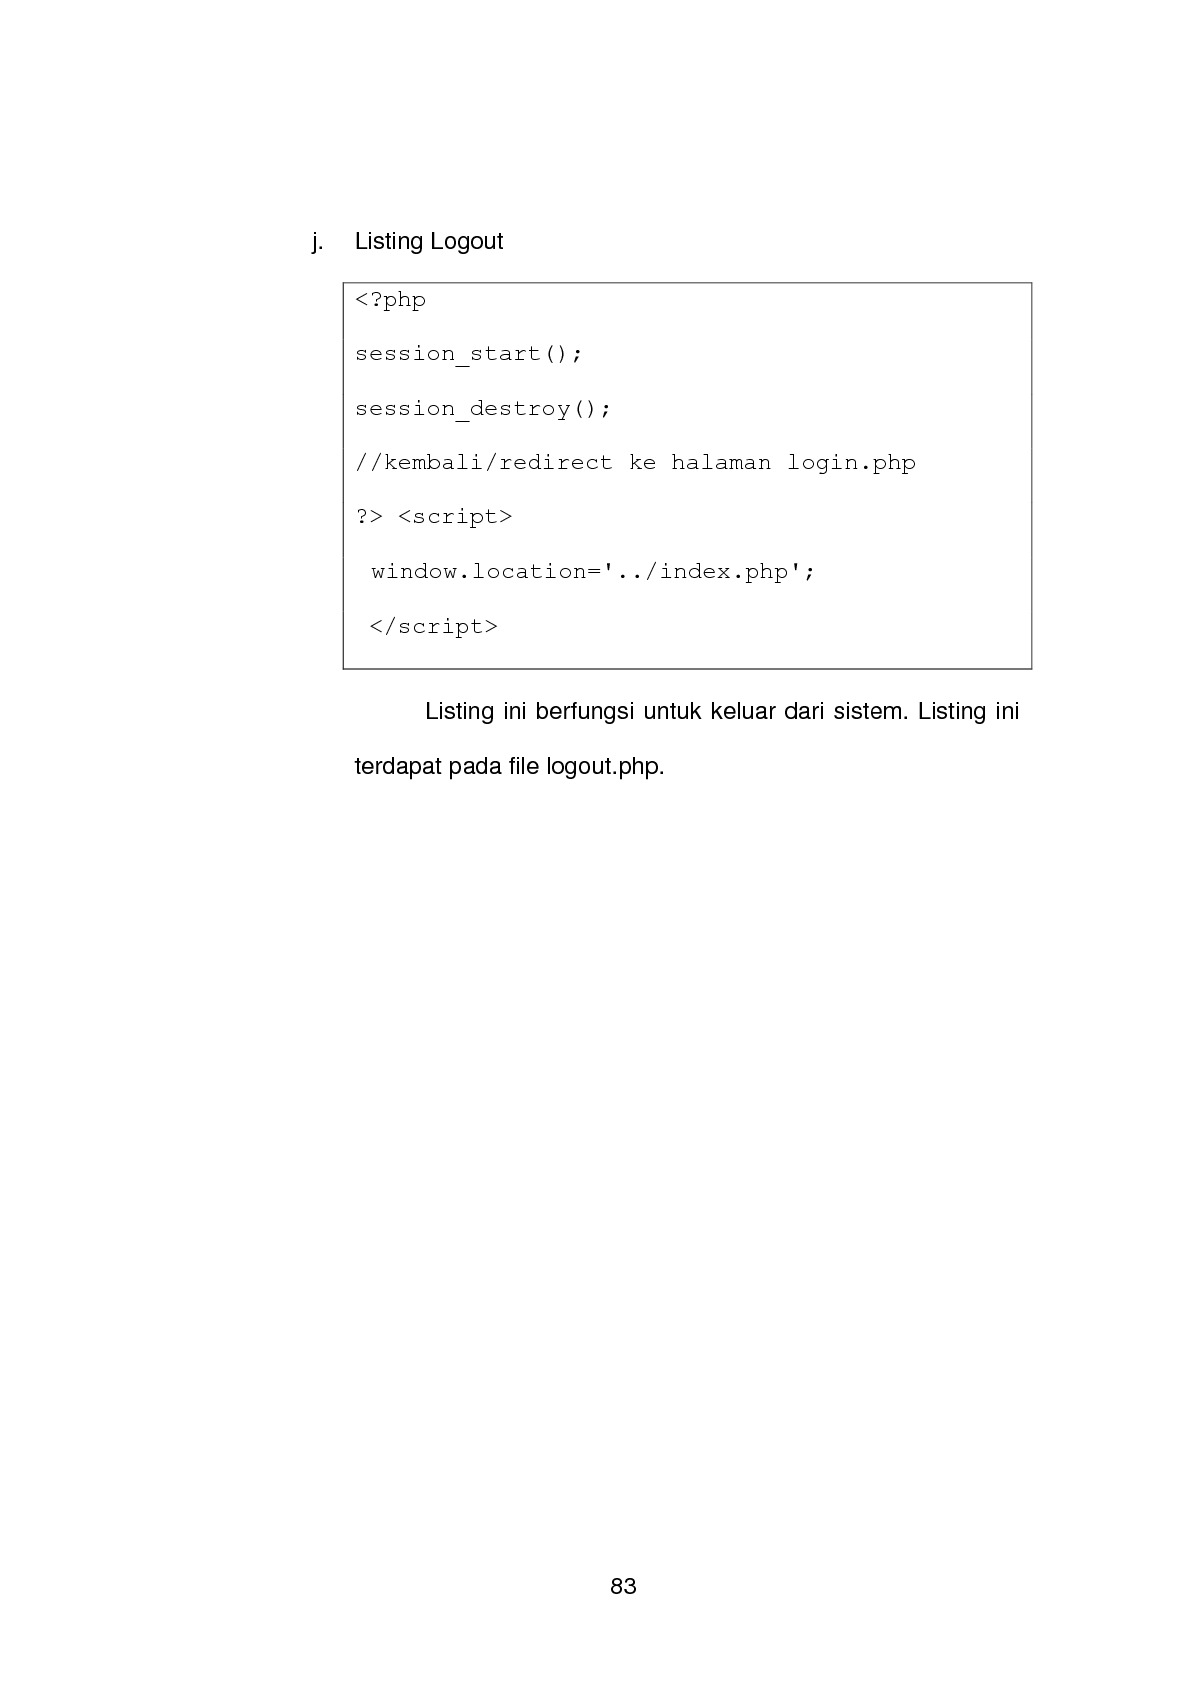 j. Listing Logout
<?php
session_start();
session_destroy();
//kembali/redirect ke halaman login.php
?> <script>
window.location='../index.php';
</script>
Listing ini berfungsi untuk keluar dari sistem. Listing ini
terdapat pada file logout.php.
83